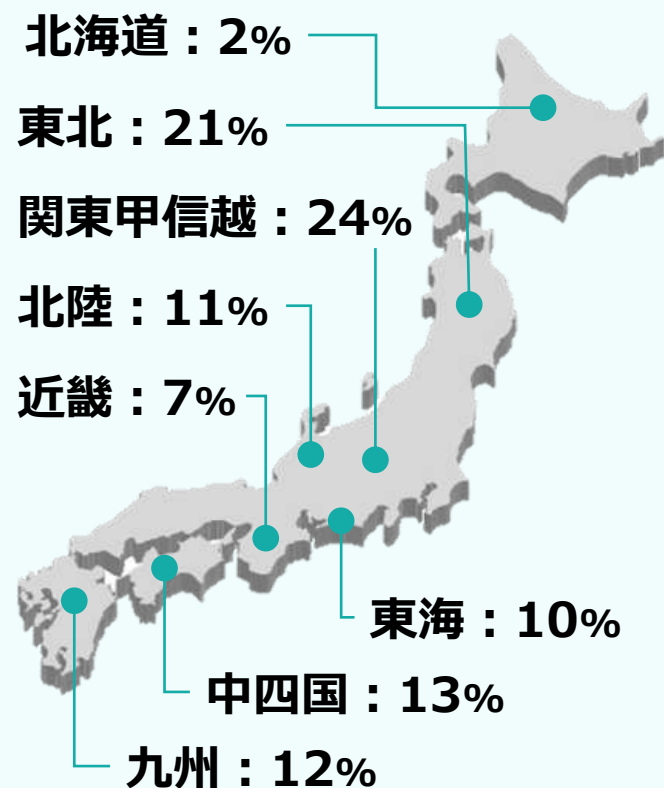 北海道：2%
東北：21%
関東甲信越：24%
北陸：11%
近畿：7%
東海：10%
中四国：13%
九州：12%